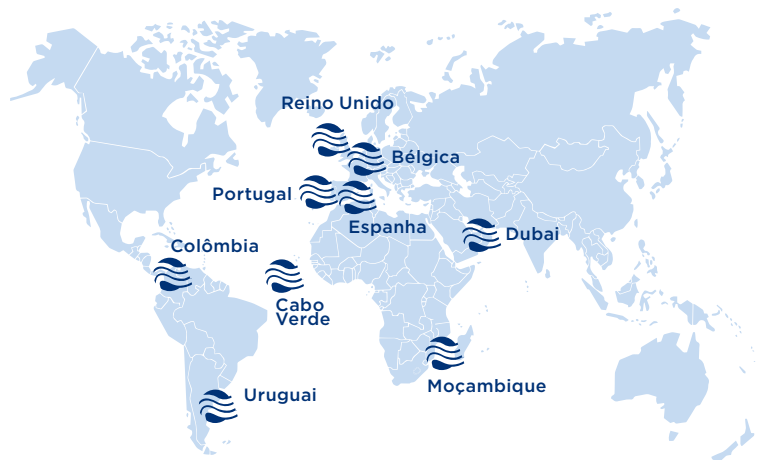 Reino Unido
Bélgica
Portugal
Espanha
Dubai
Colômbia
Cabo
Verde
Moçambique
Uruguai